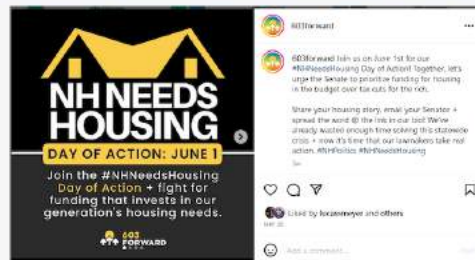 NH NEEDS
HOUSING
DAY OF ACTION: JUNE 1
Join the #NHNeedsHousing
Day of Action + fight for
funding that invests in our
generation's housing needs.
603
FORWARD
603forward
603forward Join us on June 1st for our
#NHNeedsHousing Day of Action! Together, let's
urge the Senate to prioritize funding for housing
in the budget over tax cuts for the rich.
Share your housing story, email your Senator +
spread the word @ the link in our bio! We've
already wasted enough time solving this statewide
crisis + now it's time that our lawmakers take real
action. #NHPolitics #NHNeedsHousing
Liked by lucasmeyer and others
Add a comment...